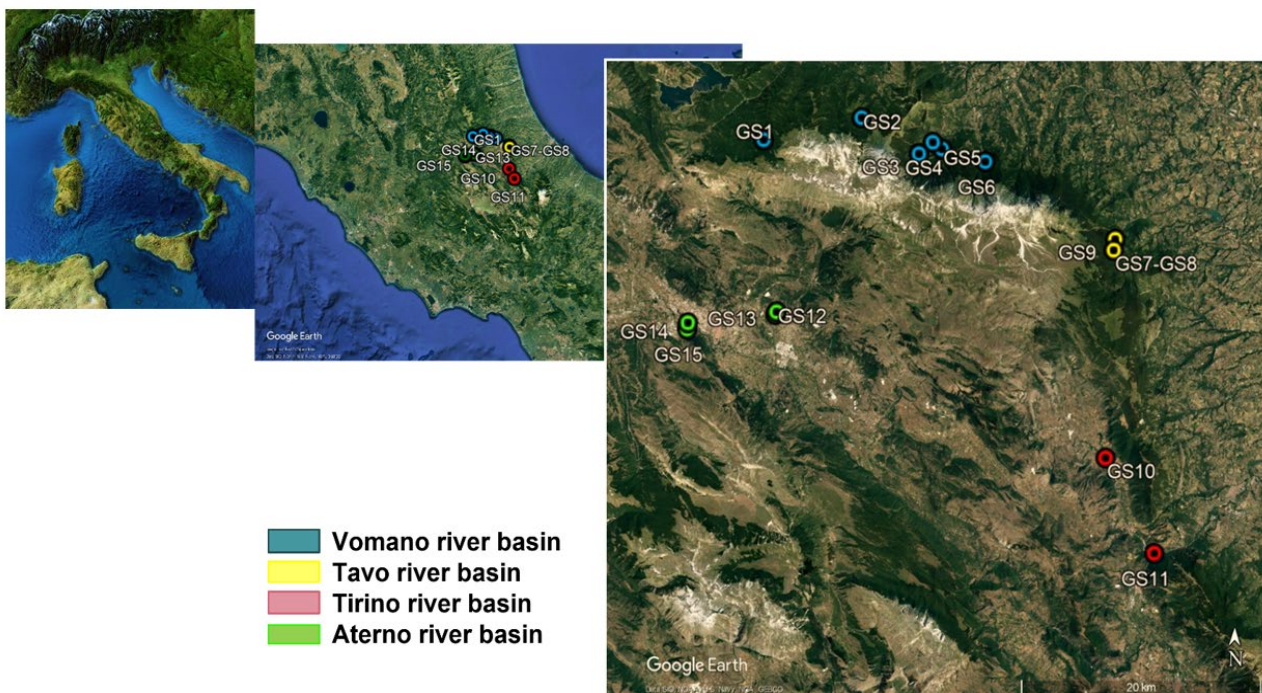 GS1
GS14
GS13
GS7-GS8
GS15
GS10
GS11
Google Earth
GS1
GS2
GS3
GS4
GS5
GS6
GS9
GS7-GS8
GS13
GS12
GS14
GS15
GS10
GS11
N
Google Earth
20 km
Vomano river basin
Tavo river basin
Tirino river basin
Aterno river basin